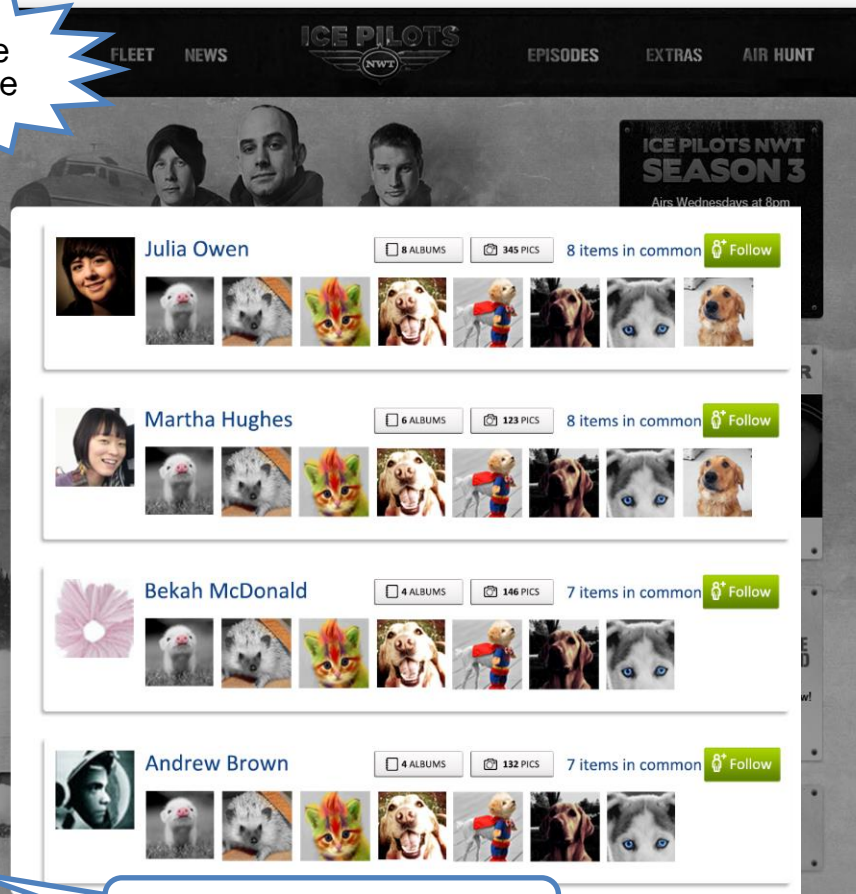 e
e
FLEET NEWS ICE PILOTS NWT EPISODES EXTRAS AIR HUNT
ICE PILOTS NWT
SEASON 3
Airs Wednesdays at 8pm
Julia Owen 8 ALBUMS 345 PICS 8 items in common Follow
R
Martha Hughes 6 ALBUMS 123 PICS 8 items in common Follow
Bekah McDonald 4 ALBUMS 146 PICS 7 items in common Follow
E
D
w!
Andrew Brown 4 ALBUMS 132 PICS 7 items in common Follow